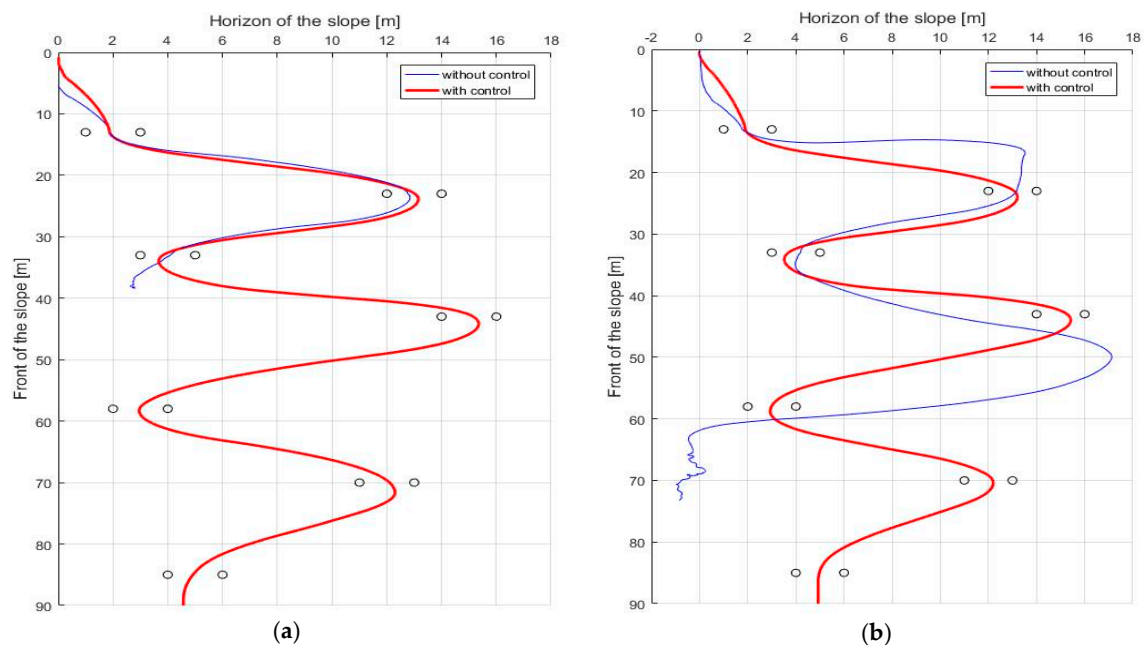 Horizon of the slope [m]
0 2 4 6 8 10 12 14 16 18
0
10
20
30
40
50
60
70
80
90
Front of the slope [m]
without control
with control
(a)
Horizon of the slope [m]
-2 0 2 4 6 8 10 12 14 16 18
0
10
20
30
40
50
60
70
80
90
Front of the slope [m]
without control
with control
(b)